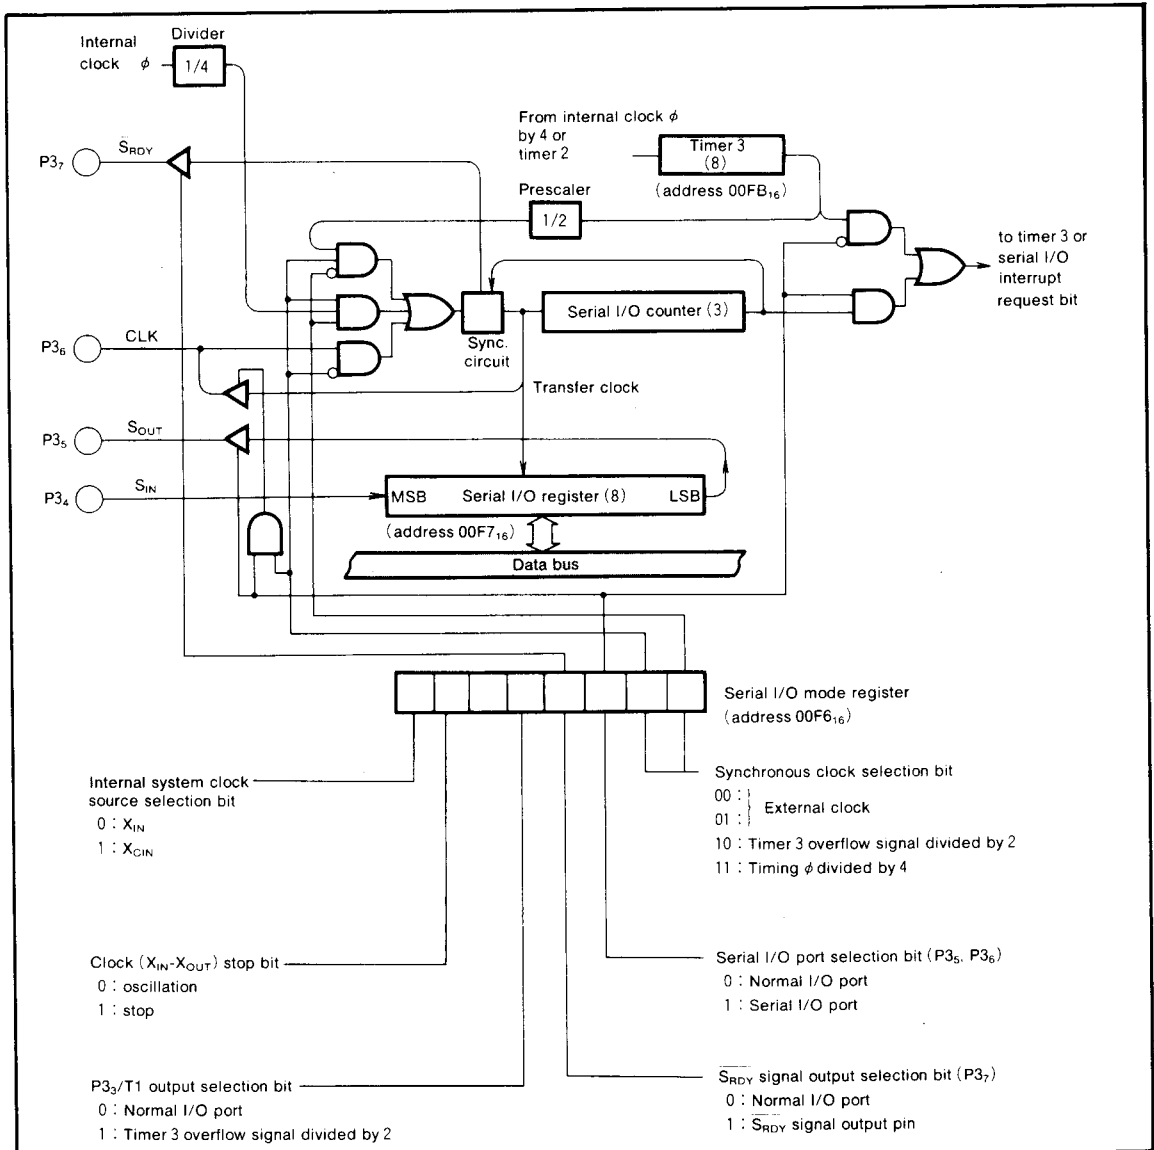 Divider
Internal
clock φ
1/4
From internal clock φ
by 4 or
timer 2
Timer 3
(8)
(address 00FB₁₆)
P3₇
S̅RDY
Prescaler
1/2
to timer 3 or
serial I/O
interrupt
request bit
Serial I/O counter (3)
Sync.
circuit
P3₆
CLK
Transfer clock
P3₅
SOUT
P3₄
SIN
MSB Serial I/O register (8) LSB
(address 00F7₁₆)
Data bus
Serial I/O mode register
(address 00F6₁₆)
Internal system clock
source selection bit
0 : XIN
1 : XCIN
Synchronous clock selection bit
00 :
01 :
External clock
10 : Timer 3 overflow signal divided by 2
11 : Timing φ divided by 4
Clock (XIN-XOUT) stop bit
0 : oscillation
1 : stop
Serial I/O port selection bit (P3₅, P3₆)
0 : Normal I/O port
1 : Serial I/O port
P3₃/T1 output selection bit
0 : Normal I/O port
1 : Timer 3 overflow signal divided by 2
S̅R̅D̅Y̅ signal output selection bit (P3₇)
0 : Normal I/O port
1 : S̅R̅D̅Y̅ signal output pin